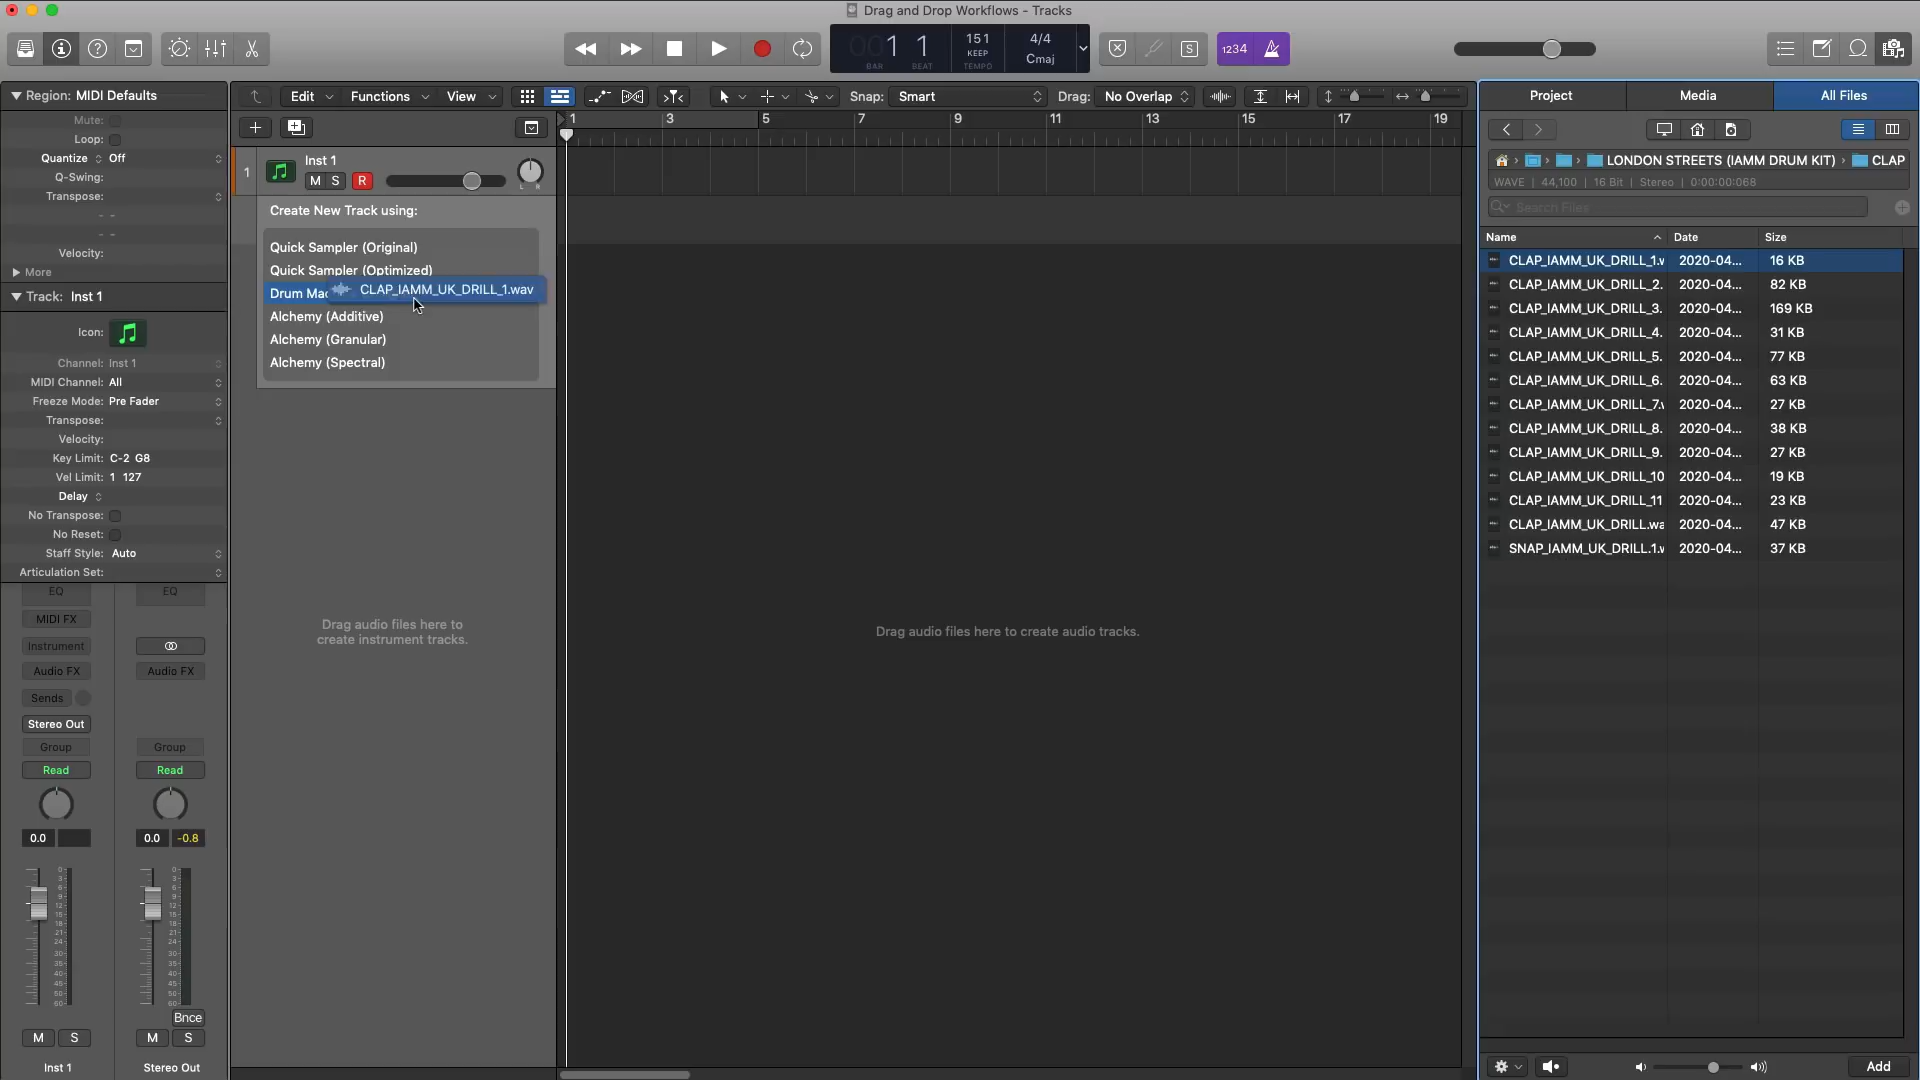 Drag and Drop Workflows - Tracks
1 1
BAR BEAT
151
KEEP
TEMPO
4/4
Cmaj
1234
S
Region: MIDI Defaults
Mute:
Loop:
Quantize Off
Q-Swing:
Transpose:
Velocity:
More
Track: Inst 1
Icon:
Channel: Inst 1
MIDI Channel: All
Freeze Mode: Pre Fader
Transpose:
Velocity:
Key Limit: C-2 G8
Vel Limit: 1 127
Delay
No Transpose:
No Reset:
Staff Style: Auto
Articulation Set:
EQ EQ
MIDI FX
Instrument
Audio FX Audio FX
Sends
Stereo Out
Group Group
Read Read
0.0 0.0 -0.8
Bnce
M S M S
Inst 1 Stereo Out
Edit Functions View
Snap: Smart
Drag: No Overlap
1 3 5 7 9 11 13 15 17 19
1
Inst 1
M S R
L R
Create New Track using:
Quick Sampler (Original)
Quick Sampler (Optimized)
Drum Mac
CLAP_IAMM_UK_DRILL_1.wav
Alchemy (Additive)
Alchemy (Granular)
Alchemy (Spectral)
Drag audio files here to
create instrument tracks.
Drag audio files here to create audio tracks.
Project Media All Files
LONDON STREETS (IAMM DRUM KIT) › CLAP
WAVE | 44,100 | 16 Bit | Stereo | 0:00:00:068
Search Files
Name Date Size
CLAP_IAMM_UK_DRILL_1.w 2020-04... 16 KB
CLAP_IAMM_UK_DRILL_2. 2020-04... 82 KB
CLAP_IAMM_UK_DRILL_3. 2020-04... 169 KB
CLAP_IAMM_UK_DRILL_4. 2020-04... 31 KB
CLAP_IAMM_UK_DRILL_5. 2020-04... 77 KB
CLAP_IAMM_UK_DRILL_6. 2020-04... 63 KB
CLAP_IAMM_UK_DRILL_7.w 2020-04... 27 KB
CLAP_IAMM_UK_DRILL_8. 2020-04... 38 KB
CLAP_IAMM_UK_DRILL_9. 2020-04... 27 KB
CLAP_IAMM_UK_DRILL_10 2020-04... 19 KB
CLAP_IAMM_UK_DRILL_11 2020-04... 23 KB
CLAP_IAMM_UK_DRILL.wa 2020-04... 47 KB
SNAP_IAMM_UK_DRILL.1.w 2020-04... 37 KB
Add